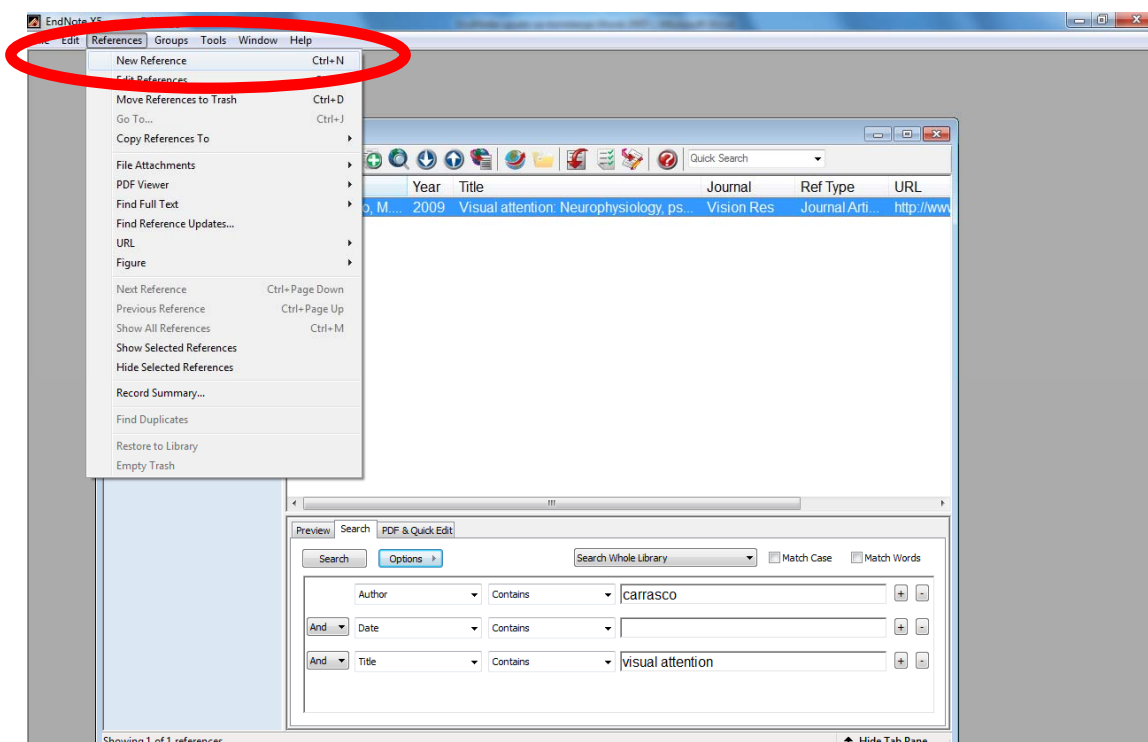 EndNote X5
Edit References Groups Tools Window Help
New Reference Ctrl+N
Edit References
Move References to Trash Ctrl+D
Go To... Ctrl+J
Copy References To
File Attachments
PDF Viewer
Find Full Text
Find Reference Updates...
URL
Figure
Next Reference Ctrl+Page Down
Previous Reference Ctrl+Page Up
Show All References Ctrl+M
Show Selected References
Hide Selected References
Record Summary...
Find Duplicates
Restore to Library
Empty Trash
Quick Search
Year Title Journal Ref Type URL
o, M.... 2009 Visual attention: Neurophysiology, ps... Vision Res Journal Arti... http://www
Preview Search PDF & Quick Edit
Search Options Search Whole Library Match Case Match Words
Author Contains carrasco
And Date Contains
And Title Contains visual attention
Showing 1 of 1 references Hide Tab Pane